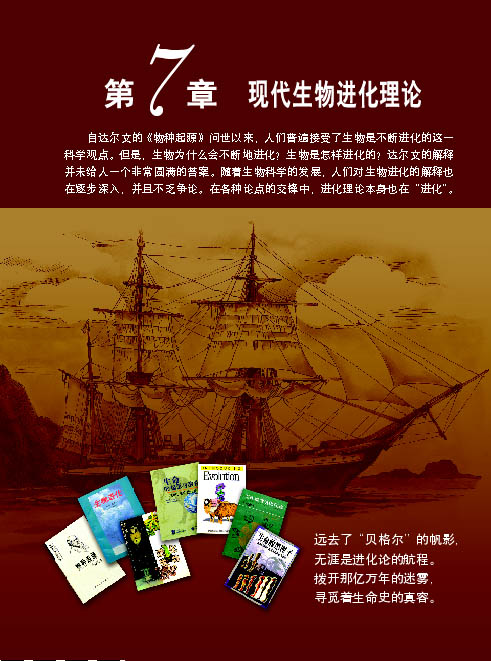 第7章 现代生物进化理论
自达尔文的《物种起源》问世以来，人们普遍接受了生物是不断进化的这一
科学观点。但是，生物为什么会不断地进化？生物是怎样进化的？达尔文的解释
并未给人一个非常圆满的答案。随着生物科学的发展，人们对生物进化的解释也
在逐步深入，并且不乏争论。在各种论点的交锋中，进化理论本身也在“进化”。
Evolution
远去了“贝格尔”的帆影，
无涯是进化论的航程。
拨开那亿万年的迷雾，
寻觅着生命史的真容。